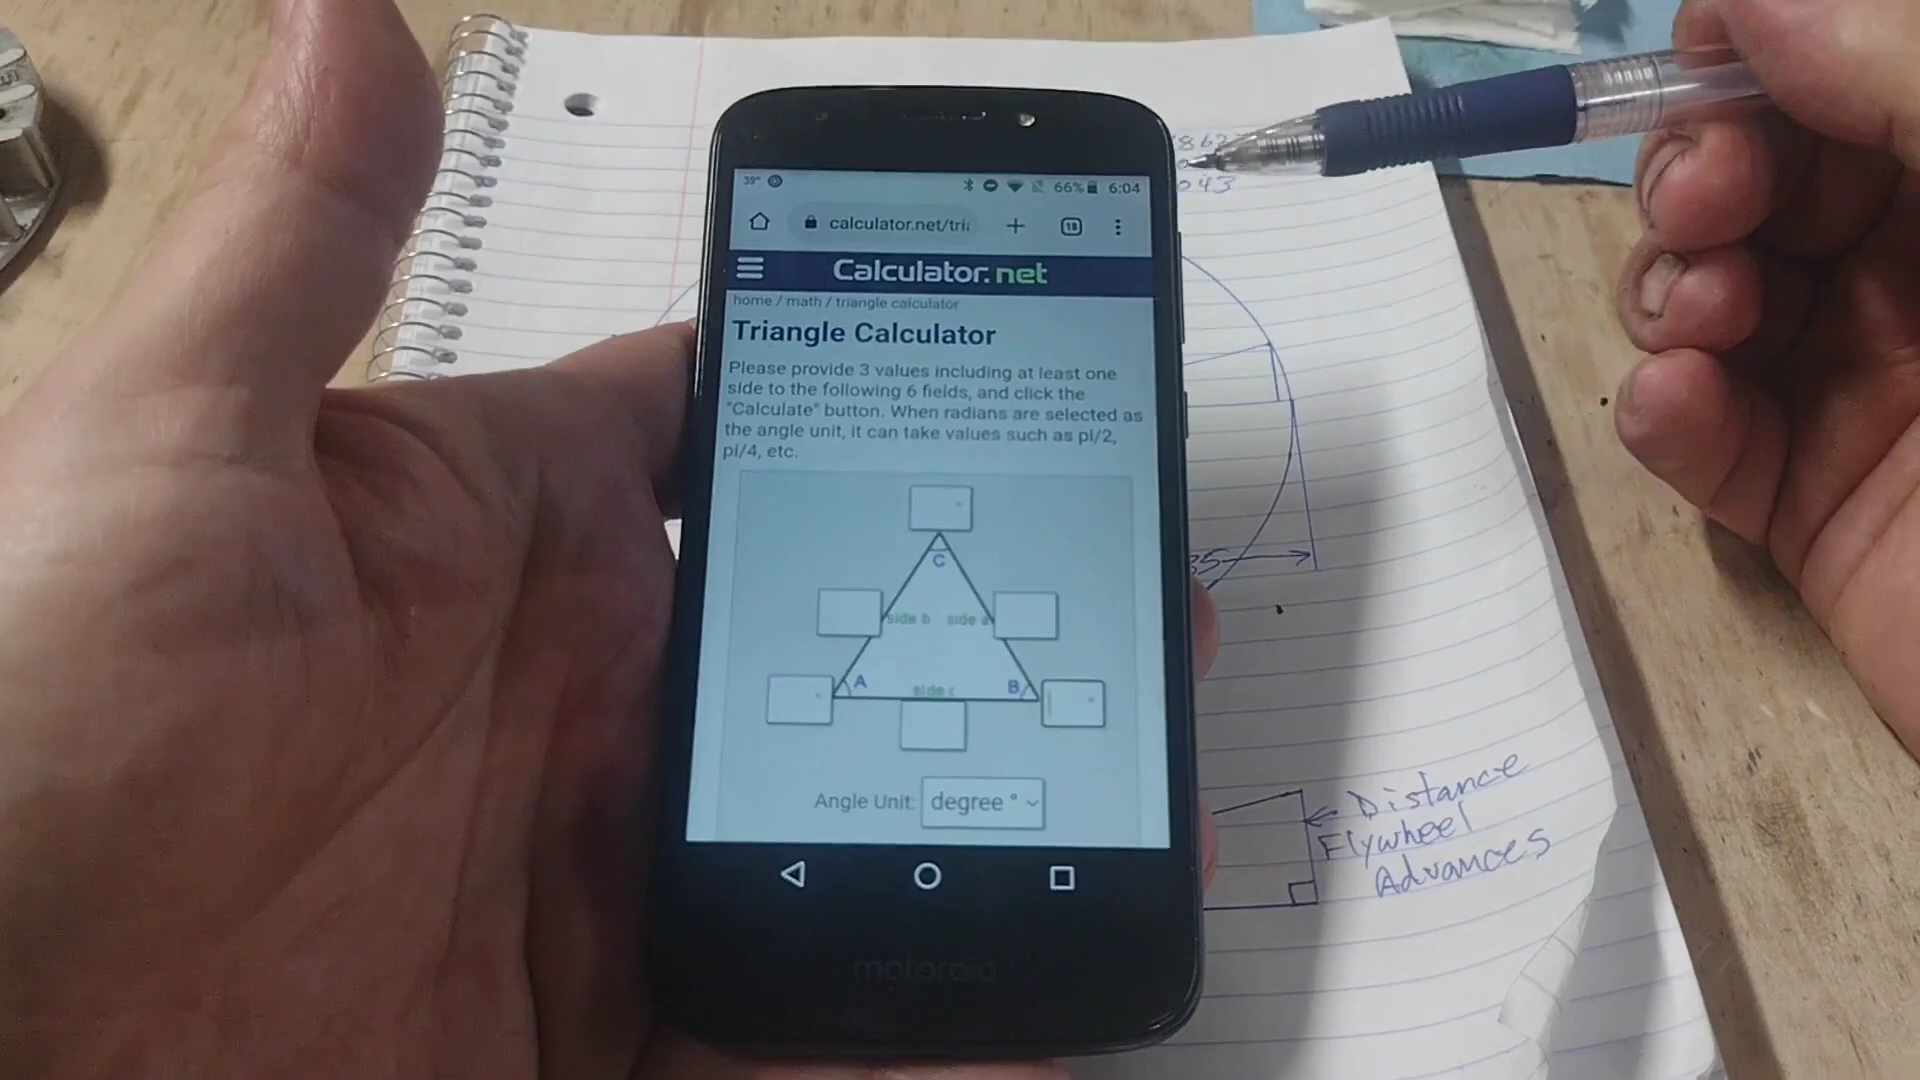 39°
66% 6:04
calculator.net/tri
18
Calculator.net
home / math / triangle calculator
Triangle Calculator
Please provide 3 values including at least one
side to the following 6 fields, and click the
"Calculate" button. When radians are selected as
the angle unit, it can take values such as pi/2,
pi/4, etc.
C
side b side a
A B
side c
Angle Unit: degree °
motorola
043
Distance
Flywheel
Advances